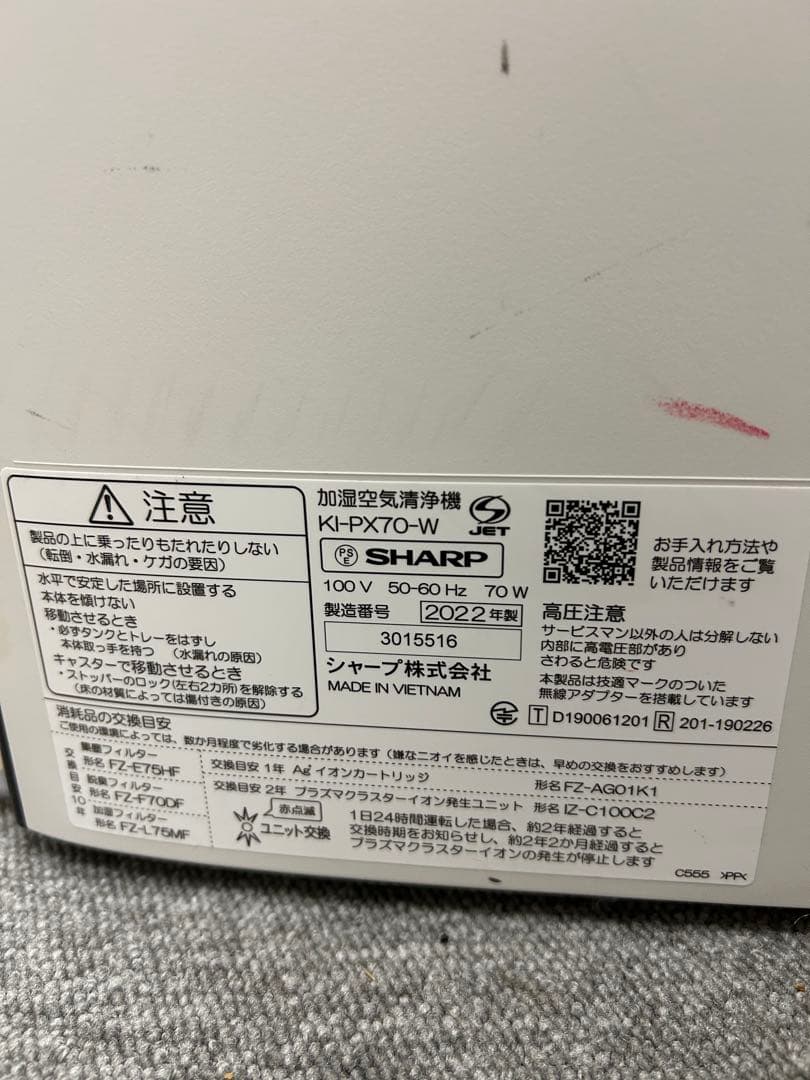 注意
製品の上に乗ったりもたれたりしない
(転倒・水漏れ・ケガの要因)
水平で安定した場所に設置する
本体を傾けない
移動させるとき
・必ずタンクとトレーをはずし
本体取っ手を持つ (水漏れの原因)
キャスターで移動させるとき
・ストッパーのロック(左右2カ所)を解除する
(床の材質によっては傷付きの原因)
加湿空気清浄機
KI-PX70-W
JET
PS
E
SHARP
100 V 50-60 Hz 70 W
製造番号 2022年製
3015516
シャープ株式会社
MADE IN VIETNAM
お手入れ方法や
製品情報をご覧
いただけます
高圧注意
サービスマン以外の人は分解しない
内部に高電圧部があり
さわると危険です
本製品は技適マークのついた
無線アダプターを搭載しています
T D190061201 R 201-190226
消耗品の交換目安
ご使用の環境によっては、数か月程度で劣化する場合があります(嫌なニオイを感じたときは、早めの交換をおすすめします)
交換目安10年
集塵フィルター
形名 FZ-E75HF
脱臭フィルター
形名 FZ-F70DF
加湿フィルター
形名 FZ-L75MF
交換目安 1年 Ag⁺イオンカートリッジ 形名 FZ-AG01K1
交換目安 2年 プラズマクラスターイオン発生ユニット 形名 IZ-C100C2
赤点滅
ユニット交換
1日24時間運転した場合、約2年経過すると
交換時期をお知らせし、約2年2か月経過すると
プラズマクラスターイオンの発生が停止します
C555 >PP<